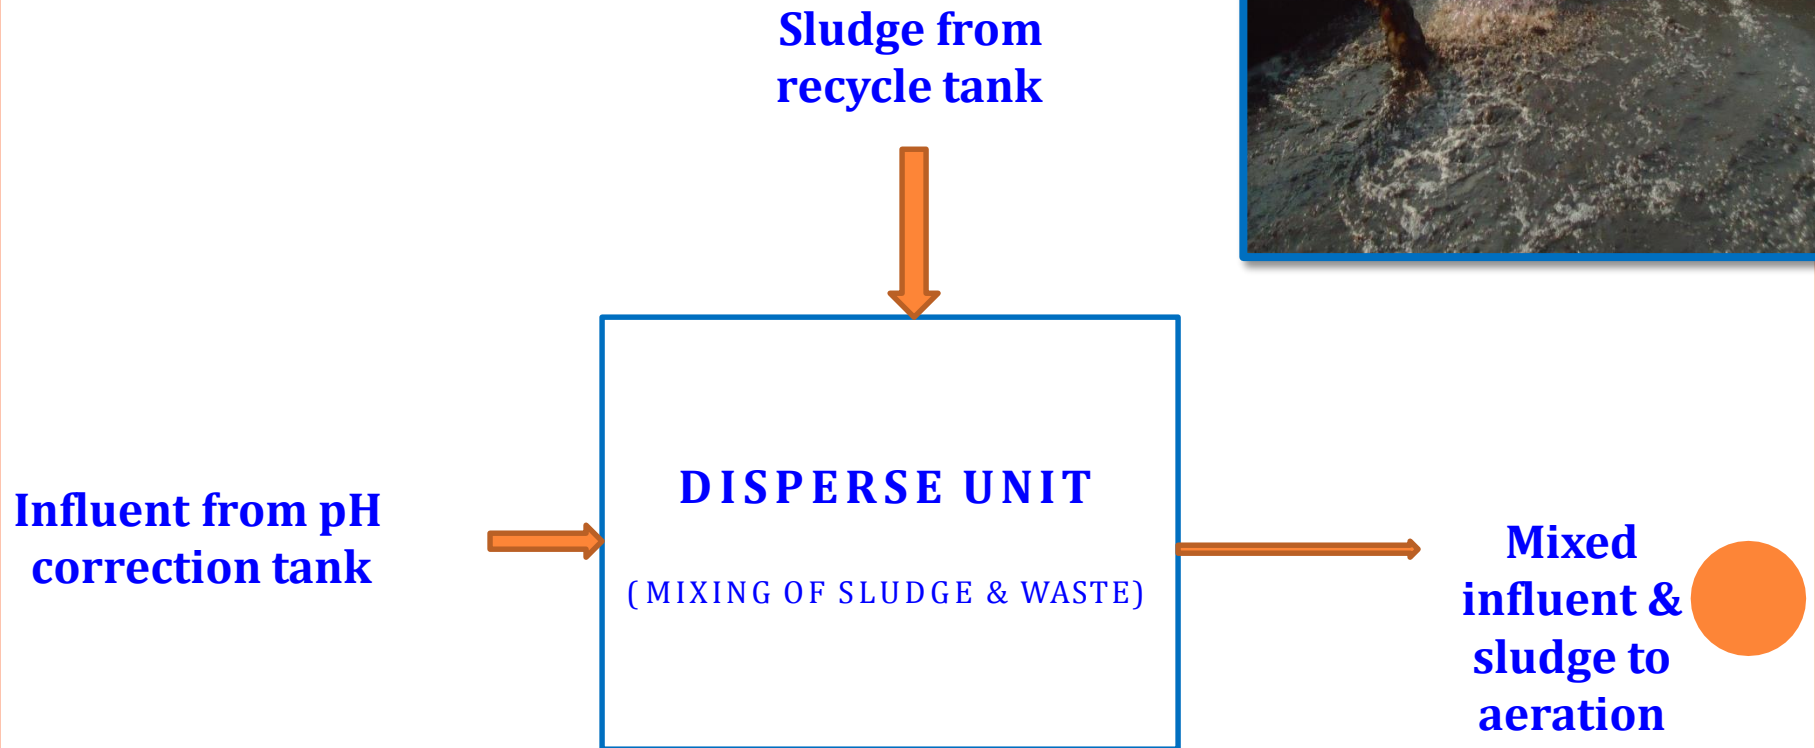 Sludge from
recycle tank
DISPERSE UNIT
(MIXING OF SLUDGE & WASTE)
Influent from pH
correction tank
Mixed
influent &
sludge to
aeration